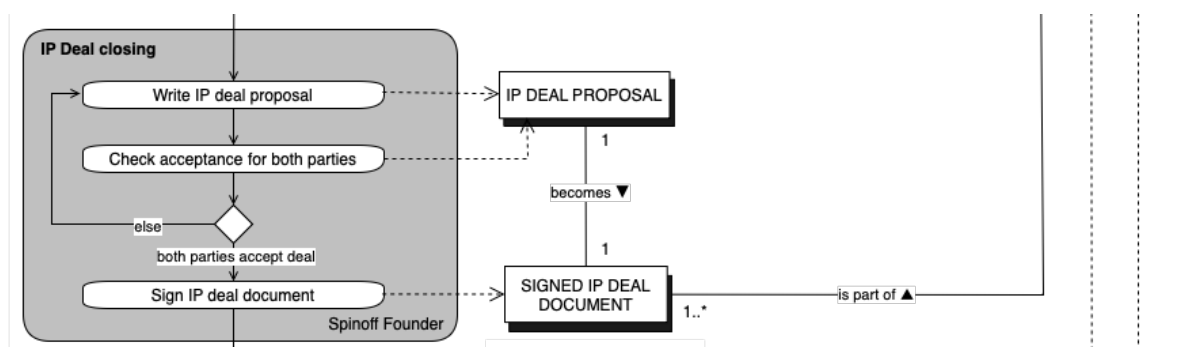 IP Deal closing
Write IP deal proposal
IP DEAL PROPOSAL
1
Check acceptance for both parties
becomes ▼
else
1
both parties accept deal
Sign IP deal document
SIGNED IP DEAL
DOCUMENT
1..*
is part of ▲
Spinoff Founder